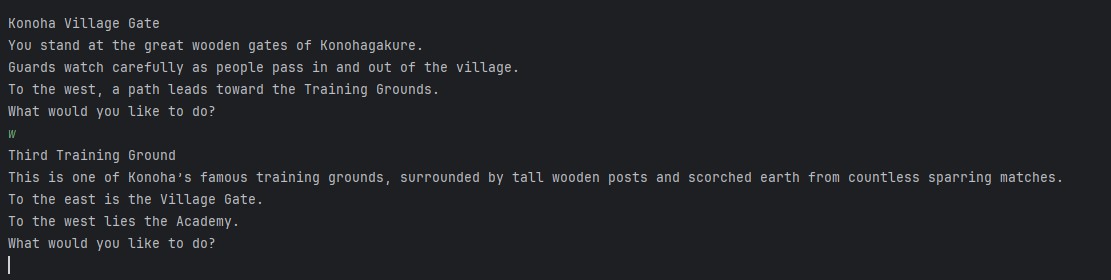 Konoha Village Gate
You stand at the great wooden gates of Konohagakure.
Guards watch carefully as people pass in and out of the village.
To the west, a path leads toward the Training Grounds.
What would you like to do?
w
Third Training Ground
This is one of Konoha's famous training grounds, surrounded by tall wooden posts and scorched earth from countless sparring matches.
To the east is the Village Gate.
To the west lies the Academy.
What would you like to do?